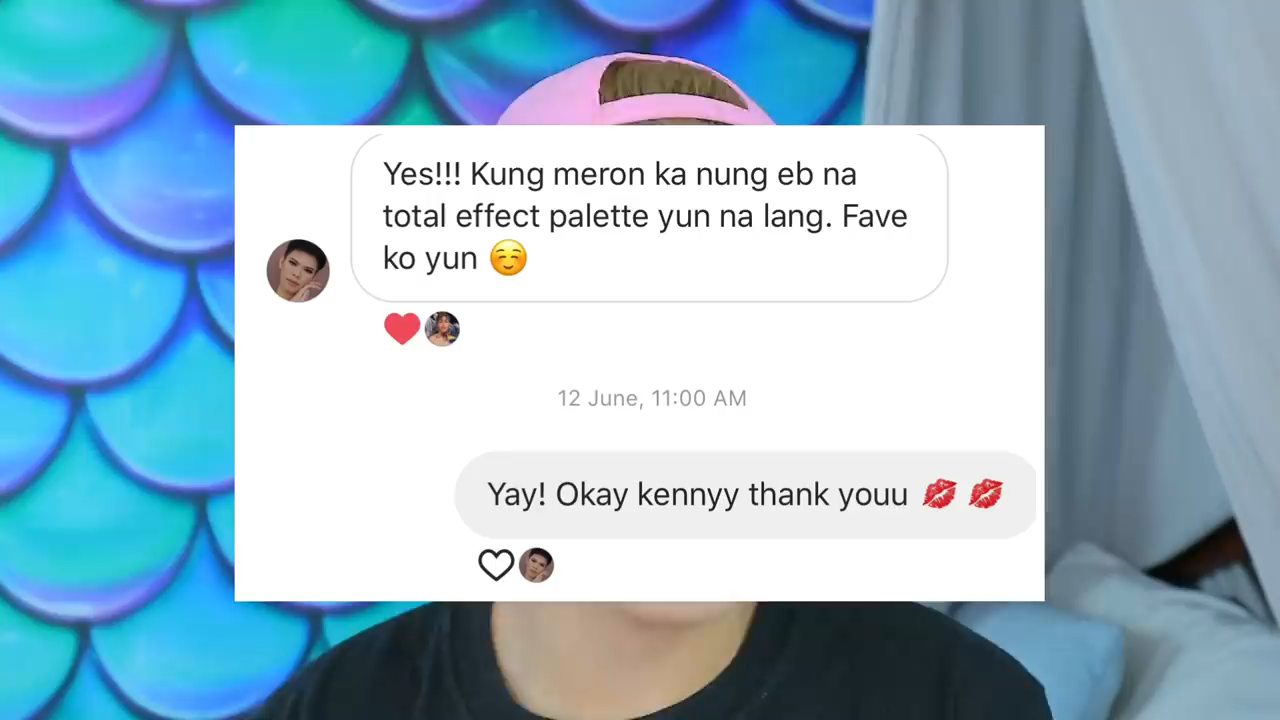 Yes!!! Kung meron ka nung eb na
total effect palette yun na lang. Fave
ko yun ☺️
12 June, 11:00 AM
Yay! Okay kennyy thank youu 💋 💋